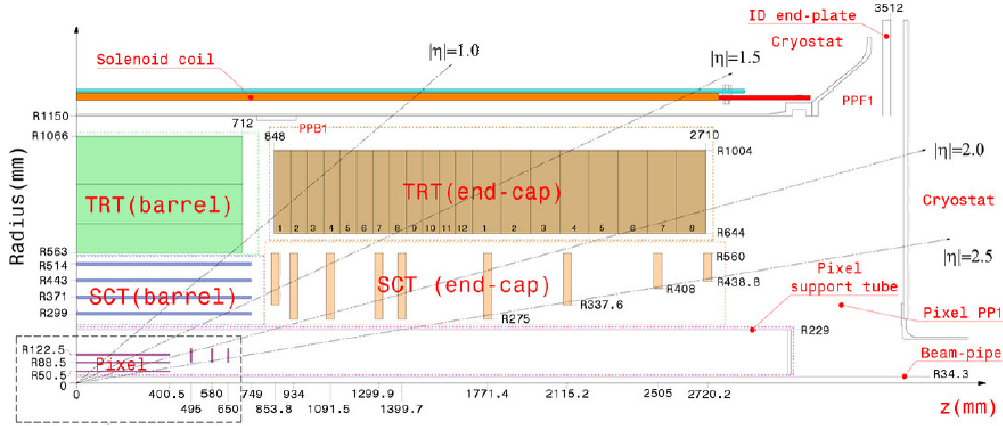 3512
ID end-plate
|η|=1.0
Cryostat
Solenoid coil
|η|=1.5
PPF1
R1150
712
PPB1
R1066
848
2710
R1004
|η|=2.0
TRT(barrel)
TRT(end-cap)
Cryostat
Radius(mm)
1 2 3 4 5 6 7 8 9 10 11 12 1 2 3 4 5 6 7 8
R644
R563
R560
|η|=2.5
R514
R443
SCT(barrel)
SCT (end-cap)
R438.8
R408
Pixel
support tube
R371
R337.6
R299
R275
Pixel PP1
R229
R122.5
Pixel
R88.5
R50.5
Beam-pipe
R34.3
0
400.5 580 749 934 1299.9 1771.4 2115.2 2505 2720.2
495 650 853.8 1091.5 1399.7
z(mm)